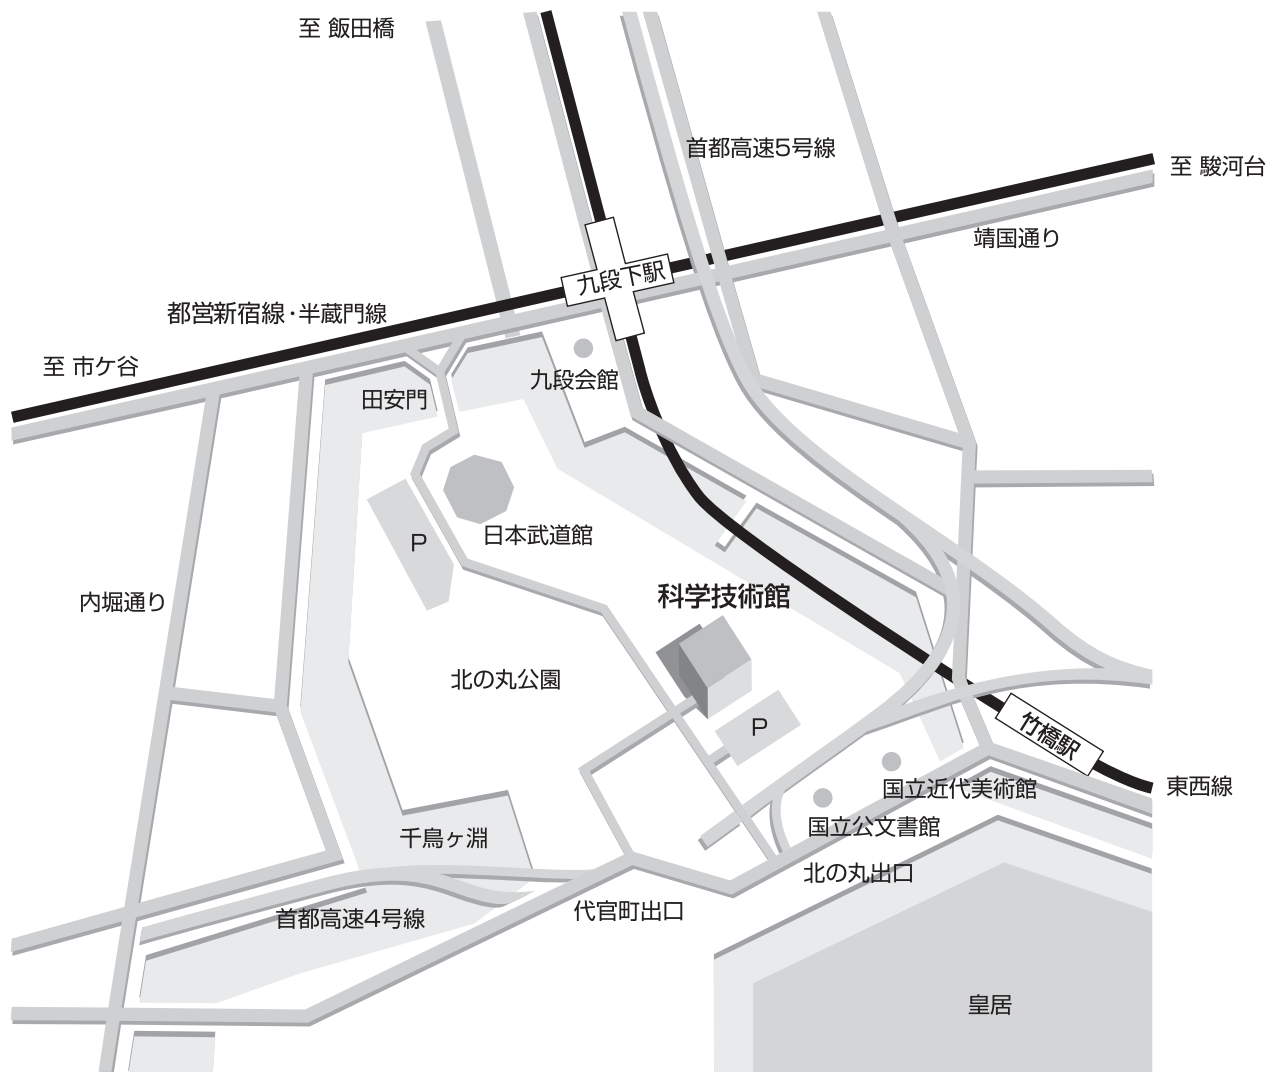 至 飯田橋
首都高速5号線
至 駿河台
靖国通り
九段下駅
都営新宿線・半蔵門線
至 市ケ谷
九段会館
田安門
日本武道館
P
科学技術館
内堀通り
北の丸公園
P
竹橋駅
東西線
国立近代美術館
国立公文書館
千鳥ヶ淵
北の丸出口
首都高速4号線
代官町出口
皇居